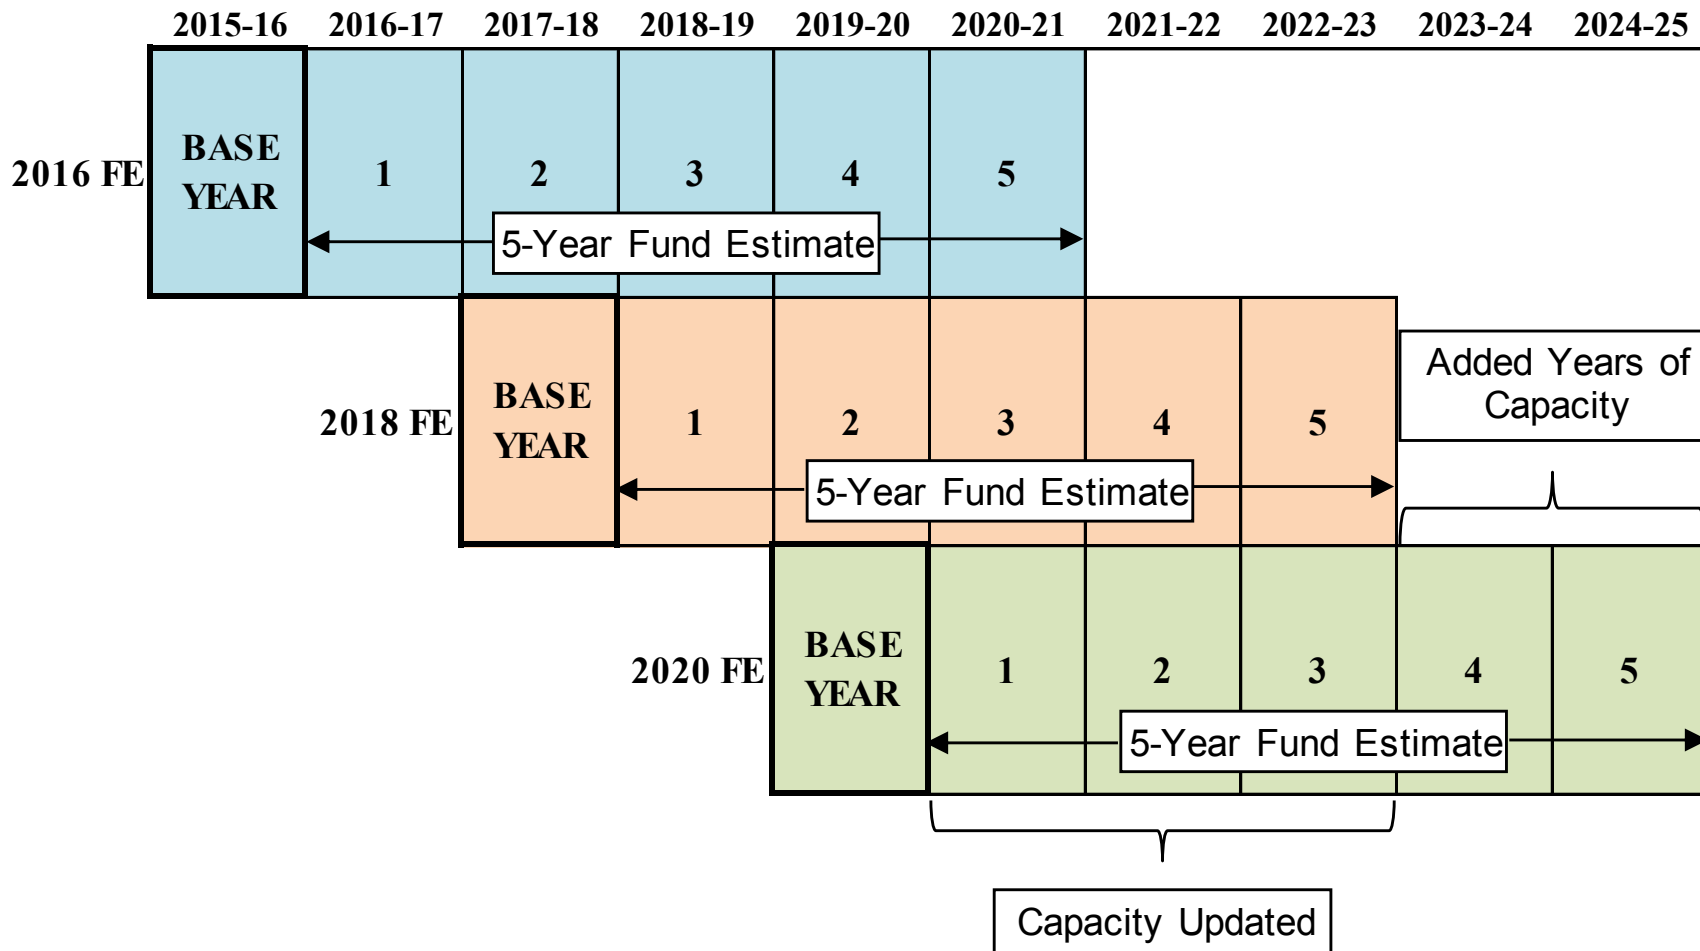 2015-16 2016-17 2017-18 2018-19 2019-20 2020-21 2021-22 2022-23 2023-24 2024-25
2016 FE
BASE
YEAR
1 2 3 4 5
5-Year Fund Estimate
2018 FE
BASE
YEAR
1 2 3 4 5
5-Year Fund Estimate
Added Years of
Capacity
2020 FE
BASE
YEAR
1 2 3 4 5
5-Year Fund Estimate
Capacity Updated